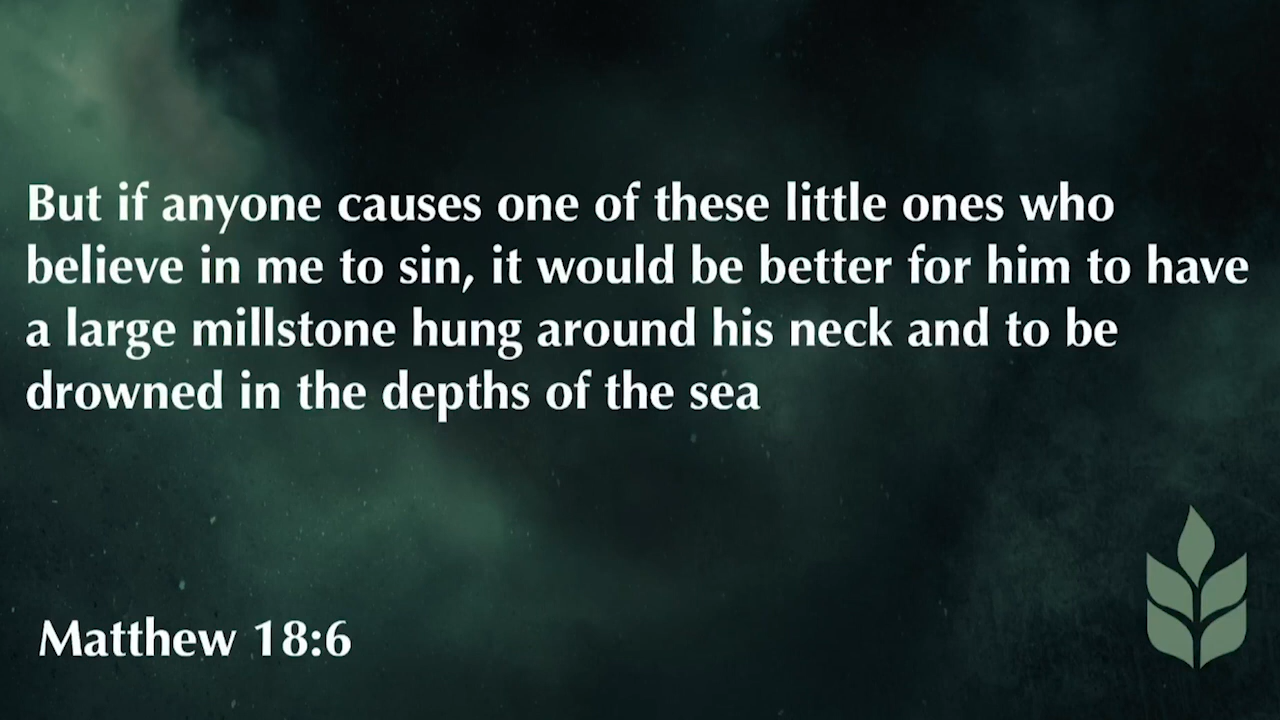 But if anyone causes one of these little ones who
believe in me to sin, it would be better for him to have
a large millstone hung around his neck and to be
drowned in the depths of the sea
Matthew 18:6